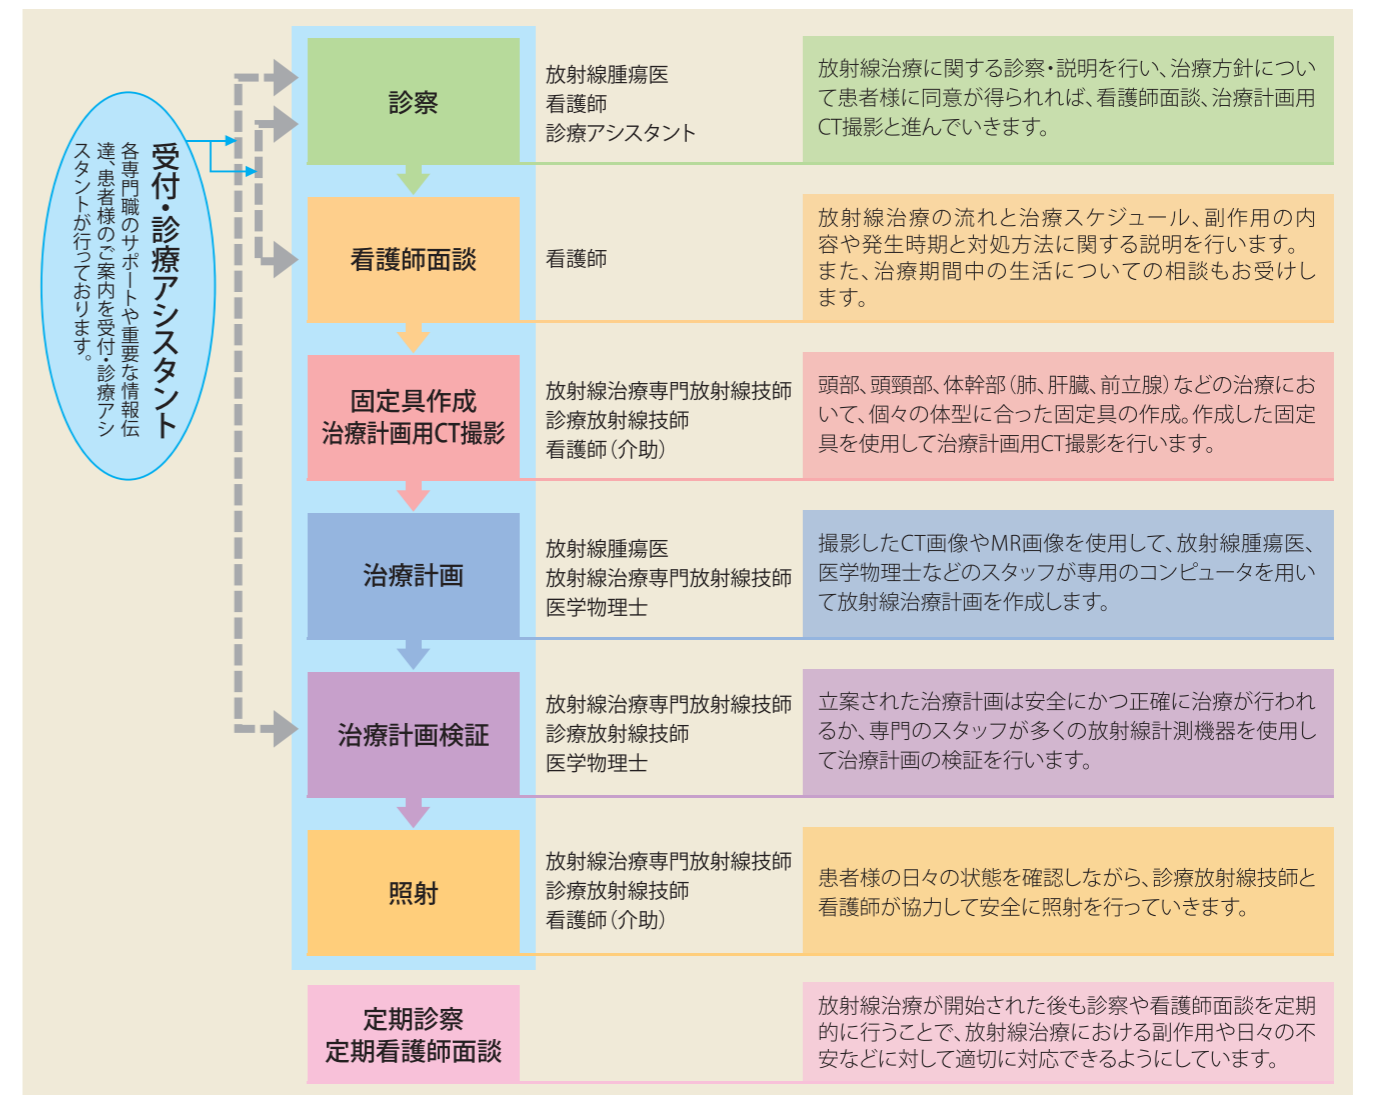 受付・診療アシスタント
各専門職のサポートや重要な情報伝
達、患者様のご案内を受付・診療アシ
スタントが行っております。
診察
放射線腫瘍医
看護師
診療アシスタント
放射線治療に関する診察・説明を行い、治療方針につい
て患者様に同意が得られれば、看護師面談、治療計画用
CT撮影と進んでいきます。
看護師面談
看護師
放射線治療の流れと治療スケジュール、副作用の内
容や発生時期と対処方法に関する説明を行います。
また、治療期間中の生活についての相談もお受けし
ます。
固定具作成
治療計画用CT撮影
放射線治療専門放射線技師
診療放射線技師
看護師（介助）
頭部、頭頸部、体幹部（肺、肝臓、前立腺）などの治療にお
いて、個々の体型に合った固定具の作成。作成した固定
具を使用して治療計画用CT撮影を行います。
治療計画
放射線腫瘍医
放射線治療専門放射線技師
医学物理士
撮影したCT画像やMR画像を使用して、放射線腫瘍医、
医学物理士などのスタッフが専用のコンピュータを用い
て放射線治療計画を作成します。
治療計画検証
放射線治療専門放射線技師
診療放射線技師
医学物理士
立案された治療計画は安全にかつ正確に治療が行われ
るか、専門のスタッフが多くの放射線計測機器を使用し
て治療計画の検証を行います。
照射
放射線治療専門放射線技師
診療放射線技師
看護師（介助）
患者様の日々の状態を確認しながら、診療放射線技師と
看護師が協力して安全に照射を行っていきます。
定期診察
定期看護師面談
放射線治療が開始された後も診察や看護師面談を定期
的に行うことで、放射線治療における副作用や日々の不
安などに対して適切に対応できるようにしています。